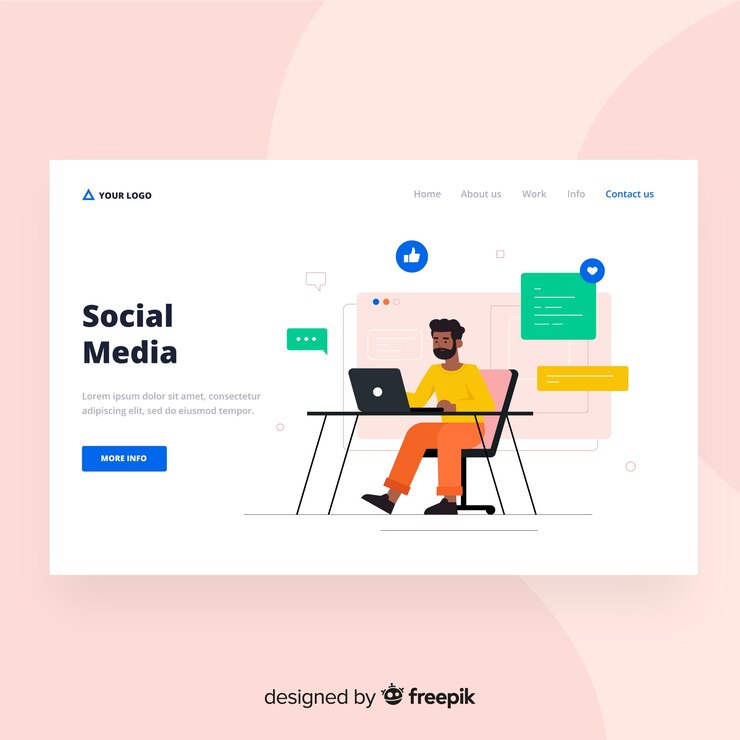 YOUR LOGO
Home About us Work Info Contact us
Social
Media
Lorem ipsum dolor sit amet, consectetur
adipiscing elit, sed do eiusmod tempor.
MORE INFO
designed by freepik